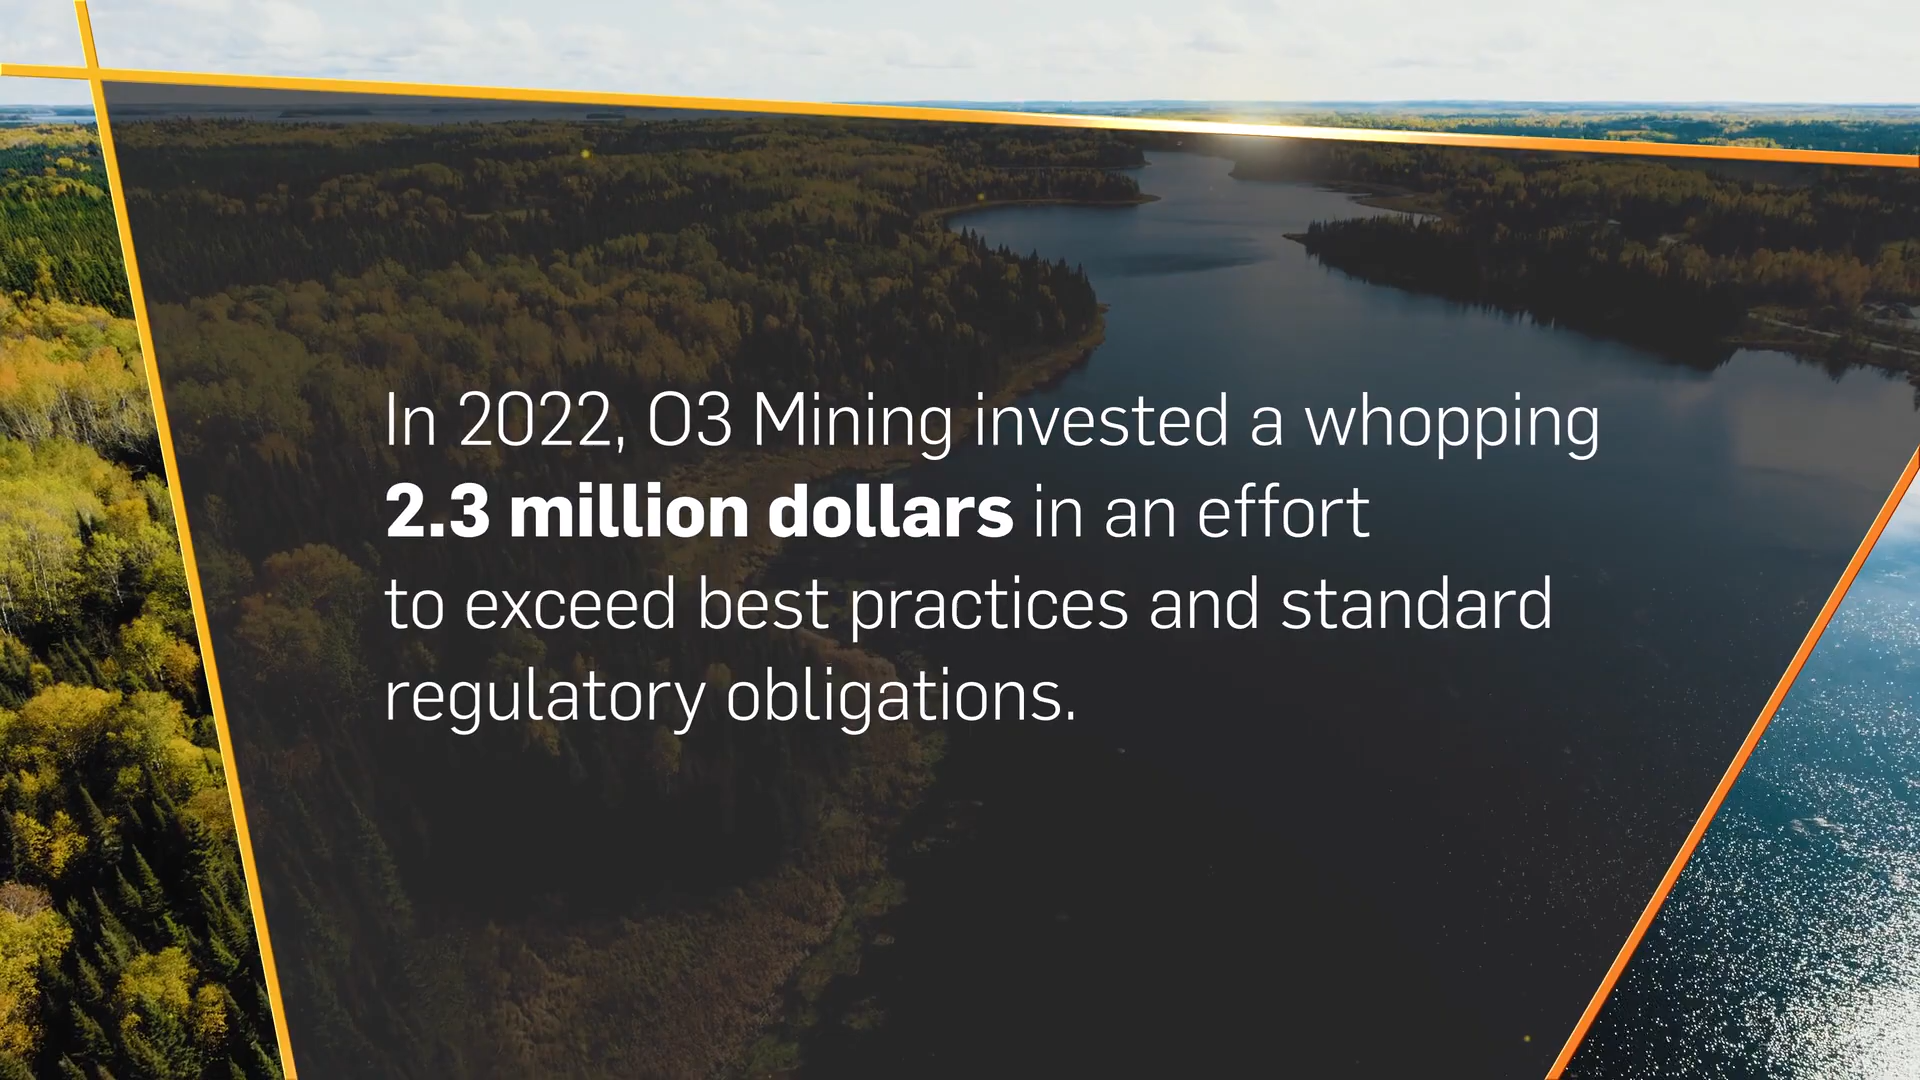 In 2022, O3 Mining invested a whopping
2.3 million dollars in an effort
to exceed best practices and standard
regulatory obligations.